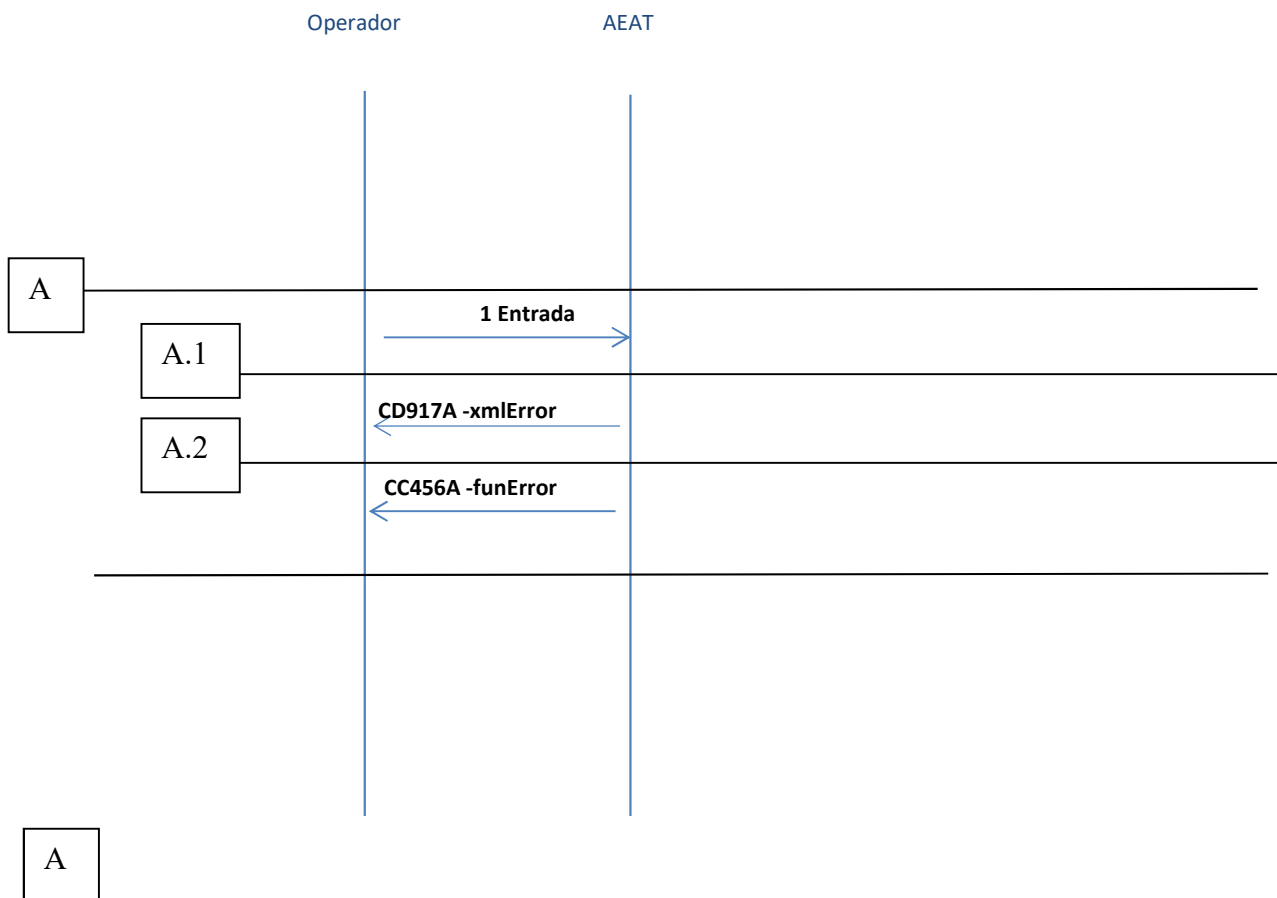 Operador AEAT
A
1 Entrada
A.1
CD917A -xmlError
A.2
CC456A -funError
A